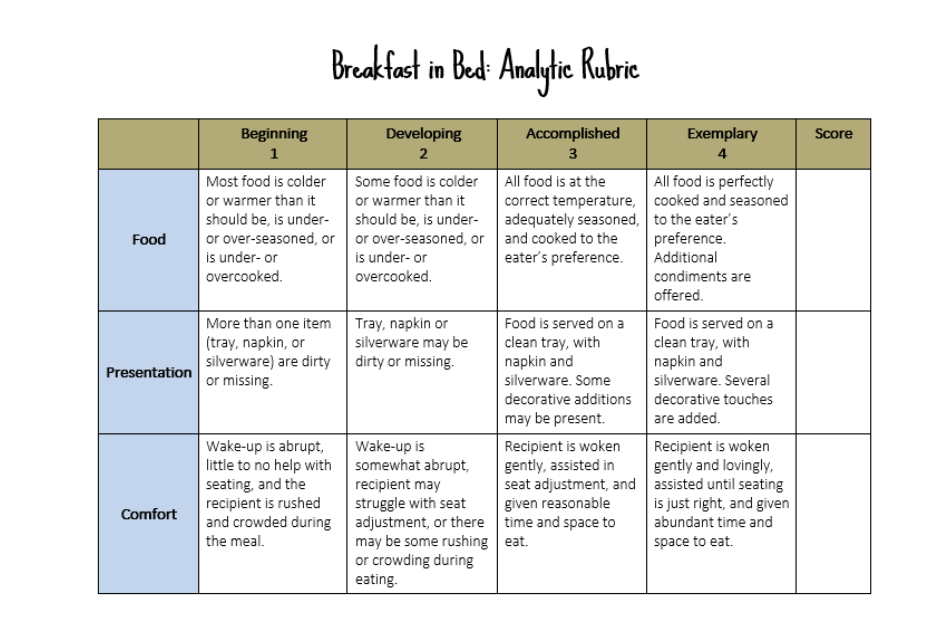 Breakfast in Bed: Analytic Rubric
Beginning
1
Developing
2
Accomplished
3
Exemplary
4
Score
Food
Most food is colder
or warmer than it
should be, is under-
or over-seasoned, or
is under- or
overcooked.
Some food is colder
or warmer than it
should be, is under-
or over-seasoned, or
is under- or
overcooked.
All food is at the
correct temperature,
adequately seasoned,
and cooked to the
eater’s preference.
All food is perfectly
cooked and seasoned
to the eater’s
preference.
Additional
condiments are
offered.
Presentation
More than one item
(tray, napkin, or
silverware) are dirty
or missing.
Tray, napkin or
silverware may be
dirty or missing.
Food is served on a
clean tray, with
napkin and
silverware. Some
decorative additions
may be present.
Food is served on a
clean tray, with
napkin and
silverware. Several
decorative touches
are added.
Comfort
Wake-up is abrupt,
little to no help with
seating, and the
recipient is rushed
and crowded during
the meal.
Wake-up is
somewhat abrupt,
recipient may
struggle with seat
adjustment, or there
may be some rushing
or crowding during
eating.
Recipient is woken
gently, assisted in
seat adjustment, and
given reasonable
time and space to
eat.
Recipient is woken
gently and lovingly,
assisted until seating
is just right, and given
abundant time and
space to eat.